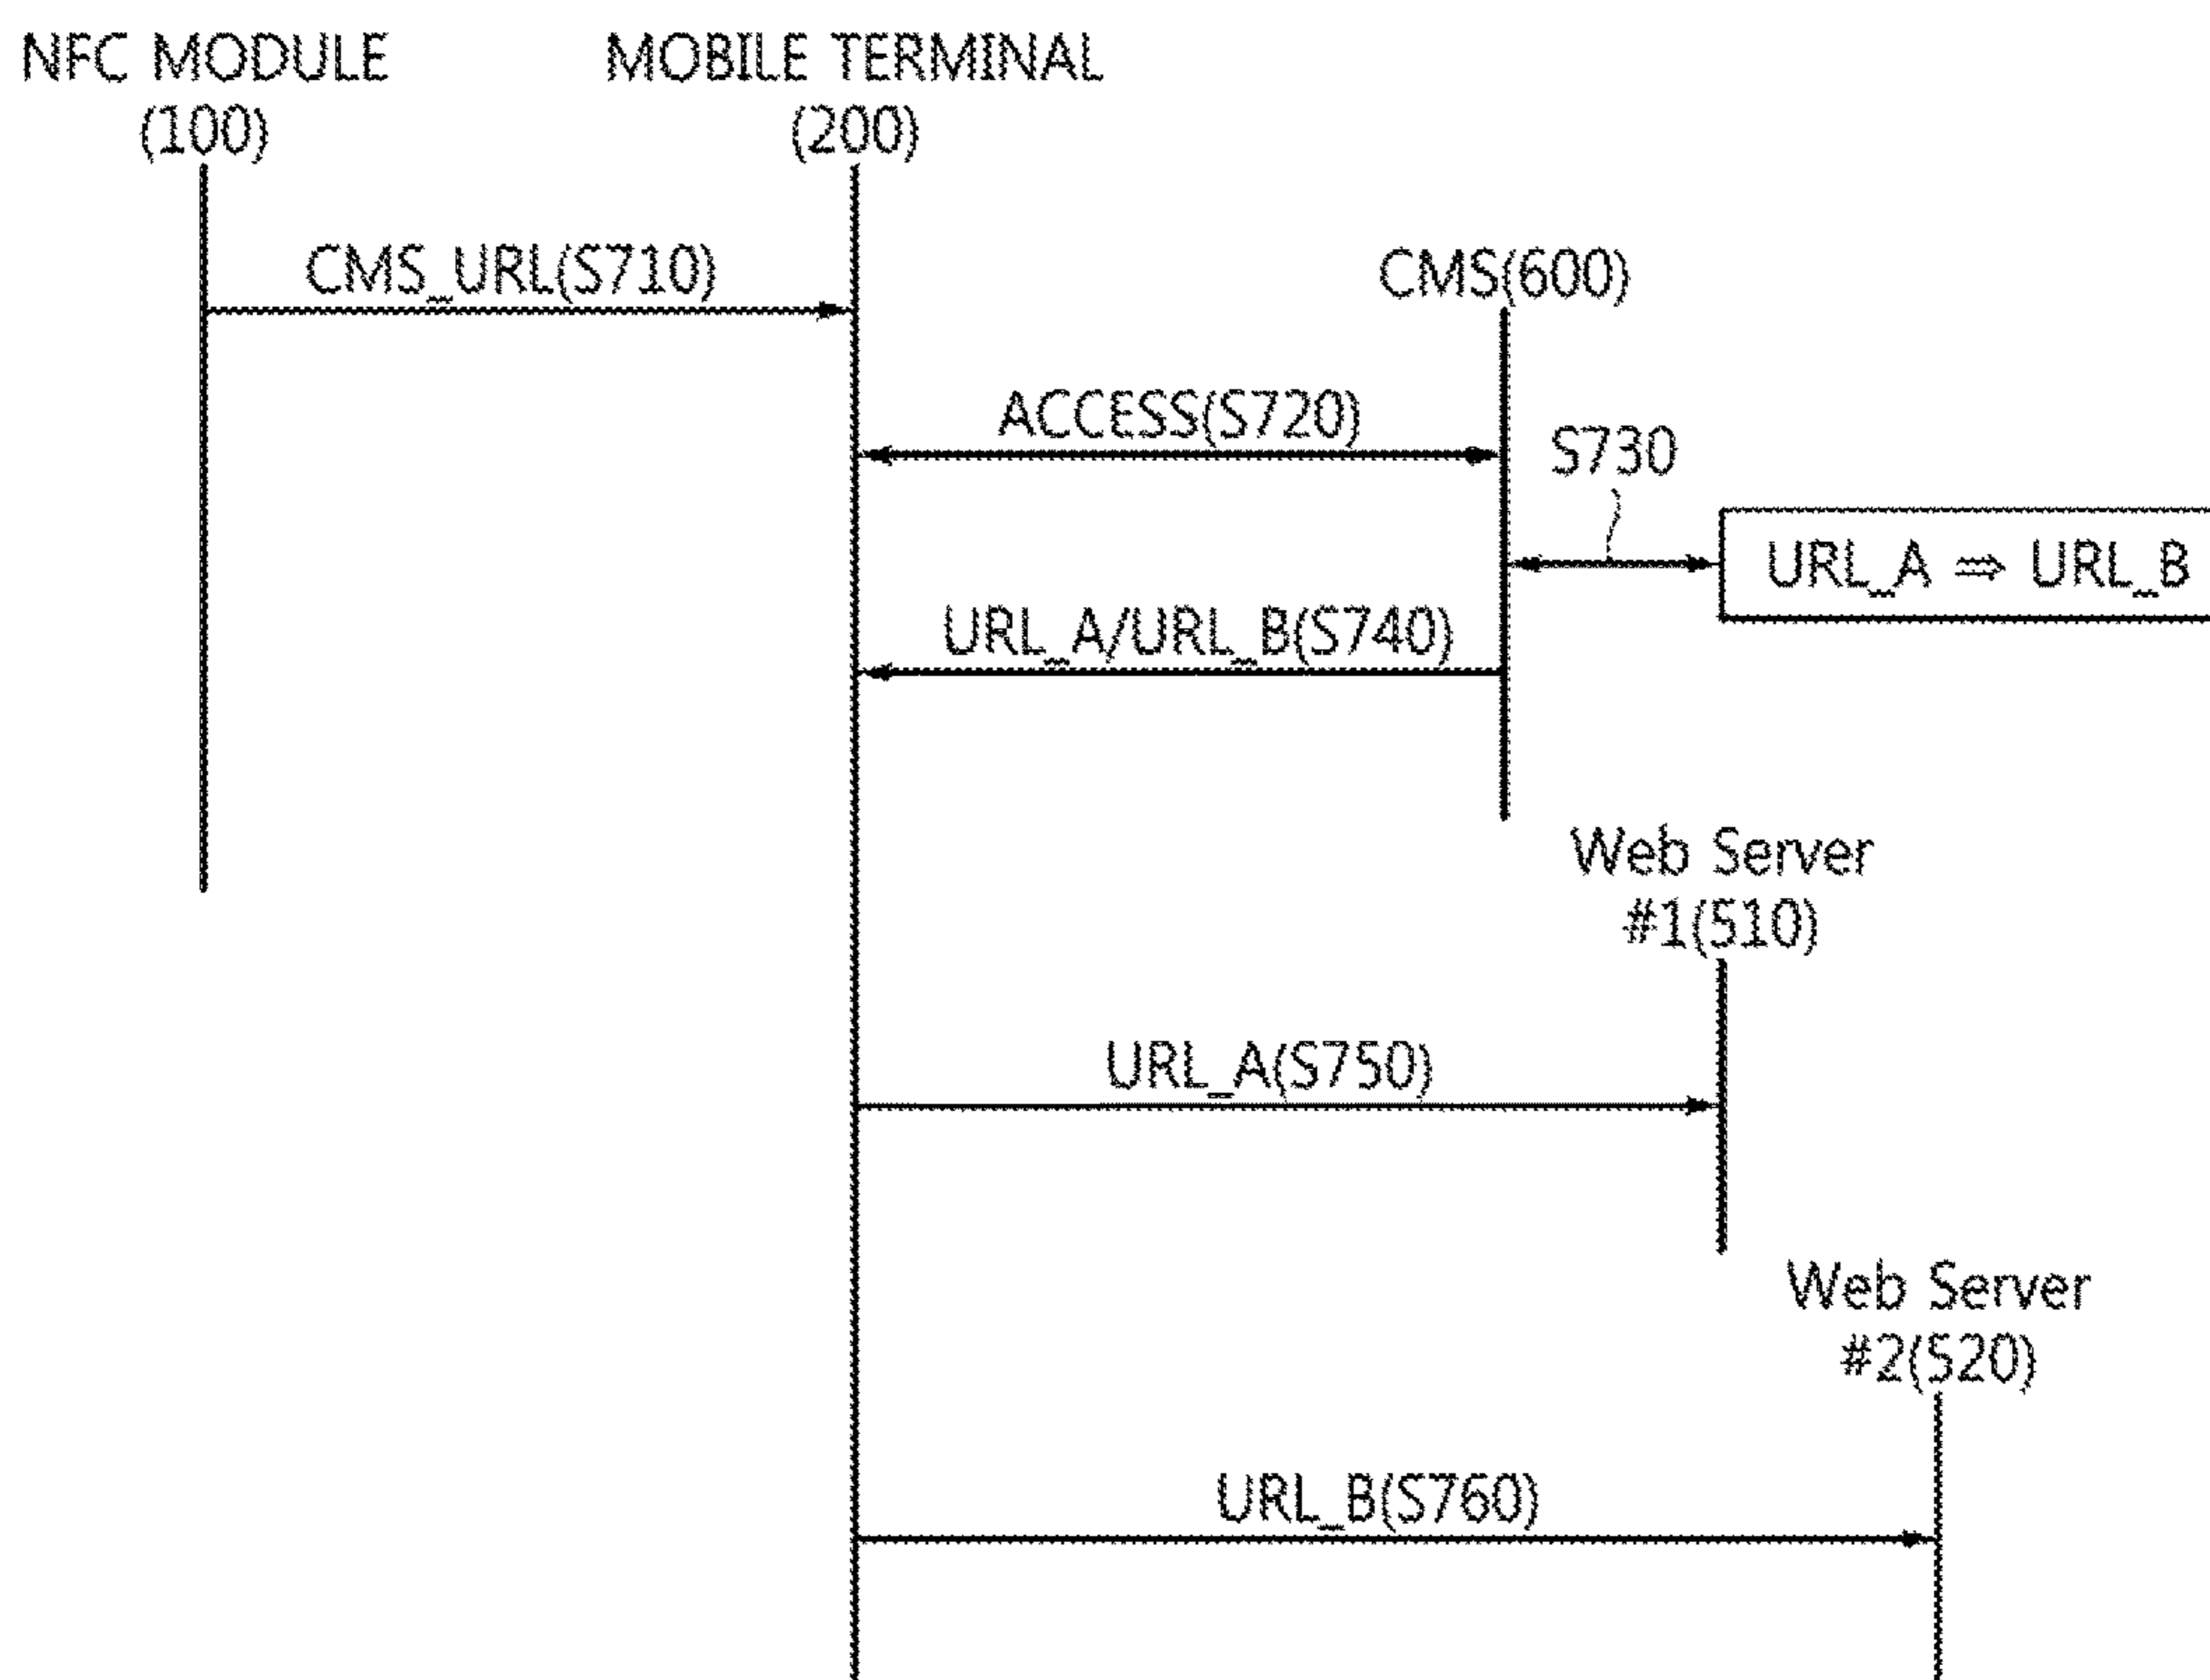 NFC MODULE
(100)
MOBILE TERMINAL
(200)
CMS_URL(S710)
CMS(600)
ACCESS(S720)
S730
URL_A ⇒ URL_B
URL_A/URL_B(S740)
Web Server
#1(510)
URL_A(S750)
Web Server
#2(520)
URL_B(S760)